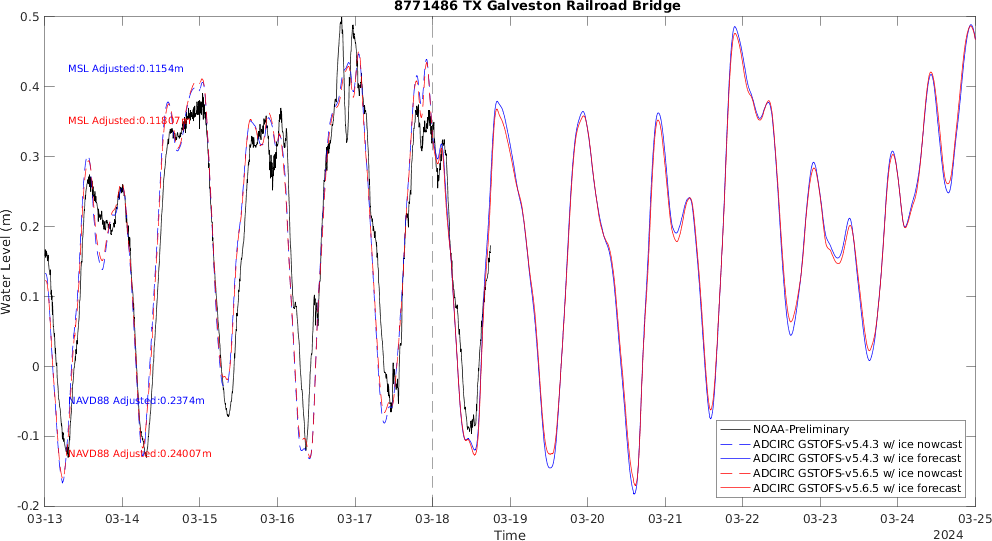 8771486 TX Galveston Railroad Bridge
0.5
0.4
0.3
0.2
0.1
0
-0.1
-0.2
Water Level (m)
MSL Adjusted:0.1154m
MSL Adjusted:0.11807m
NAVD88 Adjusted:0.2374m
NAVD88 Adjusted:0.24007m
NOAA-Preliminary
ADCIRC GSTOFS-v5.4.3 w/ ice nowcast
ADCIRC GSTOFS-v5.4.3 w/ ice forecast
ADCIRC GSTOFS-v5.6.5 w/ ice nowcast
ADCIRC GSTOFS-v5.6.5 w/ ice forecast
03-13 03-14 03-15 03-16 03-17 03-18 03-19 03-20 03-21 03-22 03-23 03-24 03-25
Time
2024